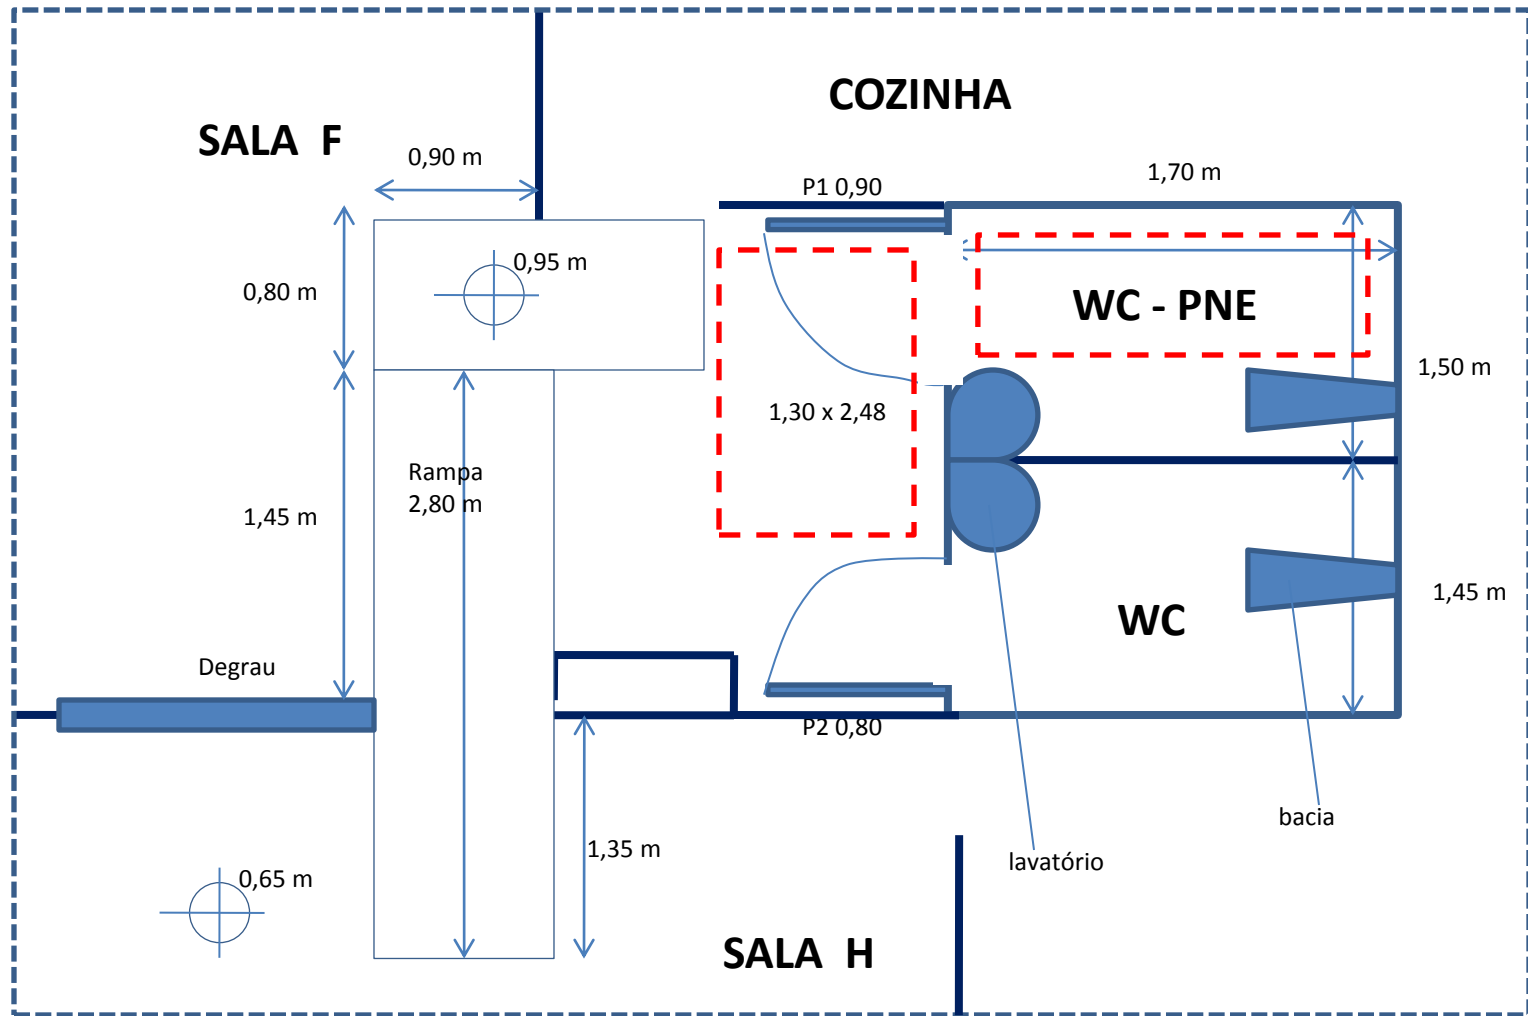 COZINHA
SALA  F
0,90 m
P1 0,90
1,70 m
0,95 m
0,80 m
WC - PNE
1,50 m
1,30 x 2,48
Rampa
2,80 m
1,45 m
1,45 m
WC
Degrau
P2 0,80
bacia
1,35 m
lavatório
0,65 m
SALA  H